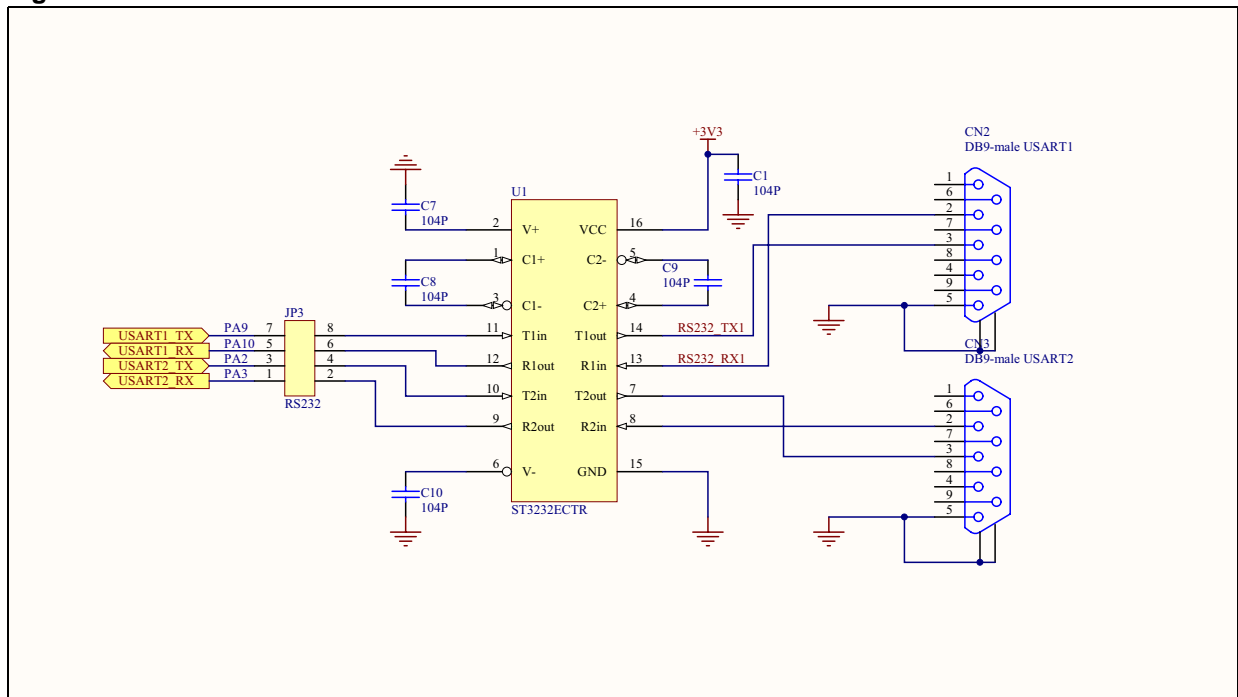 +3V3
C1
104P
CN2
DB9-male USART1
1
6
2
7
3
8
4
9
5
C7
104P
U1
2 V+ VCC 16
1 C1+ C2- 5
C8
104P
C9
104P
3 C1- C2+ 4
JP3
USART1_TX PA9 7 8
USART1_RX PA10 5 6
USART2_TX PA2 3 4
USART2_RX PA3 1 2
RS232
11 T1in T1out 14 RS232_TX1
12 R1out R1in 13 RS232_RX1
10 T2in T2out 7
9 R2out R2in 8
6 V- GND 15
C10
104P
ST3232ECTR
CN3
DB9-male USART2
1
6
2
7
3
8
4
9
5